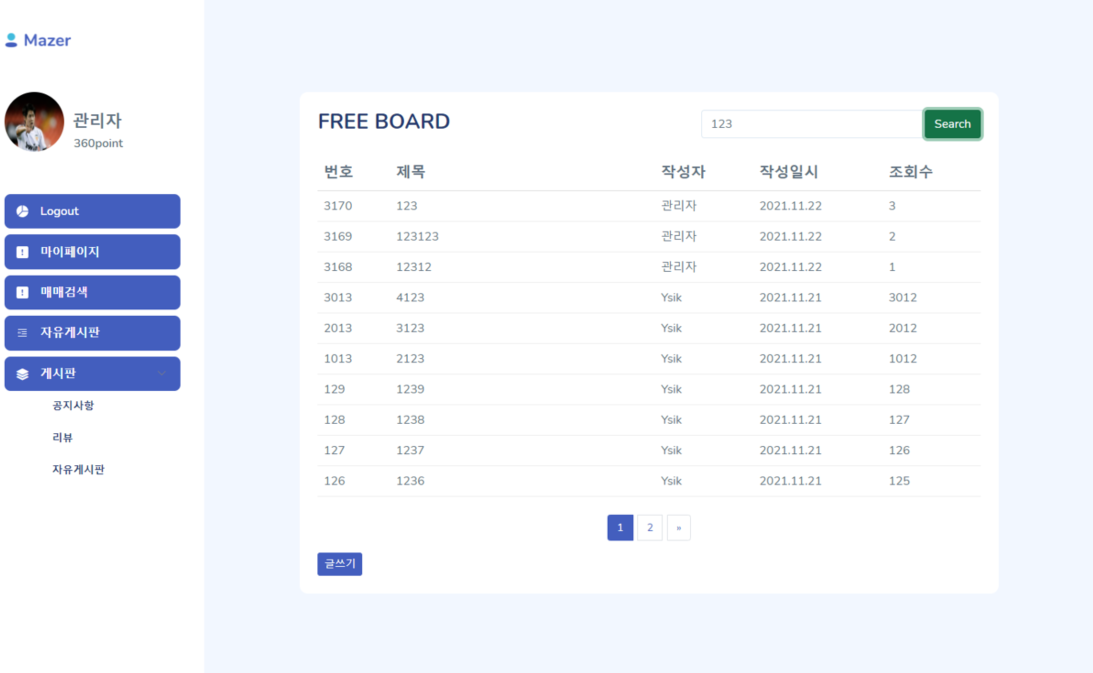 Mazer
관리자
360point
Logout
마이페이지
매매검색
자유게시판
게시판
공지사항
리뷰
자유게시판
FREE BOARD
123 Search
번호 제목 작성자 작성일시 조회수
3170 123 관리자 2021.11.22 3
3169 123123 관리자 2021.11.22 2
3168 12312 관리자 2021.11.22 1
3013 4123 Ysik 2021.11.21 3012
2013 3123 Ysik 2021.11.21 2012
1013 2123 Ysik 2021.11.21 1012
129 1239 Ysik 2021.11.21 128
128 1238 Ysik 2021.11.21 127
127 1237 Ysik 2021.11.21 126
126 1236 Ysik 2021.11.21 125
1 2 »
글쓰기